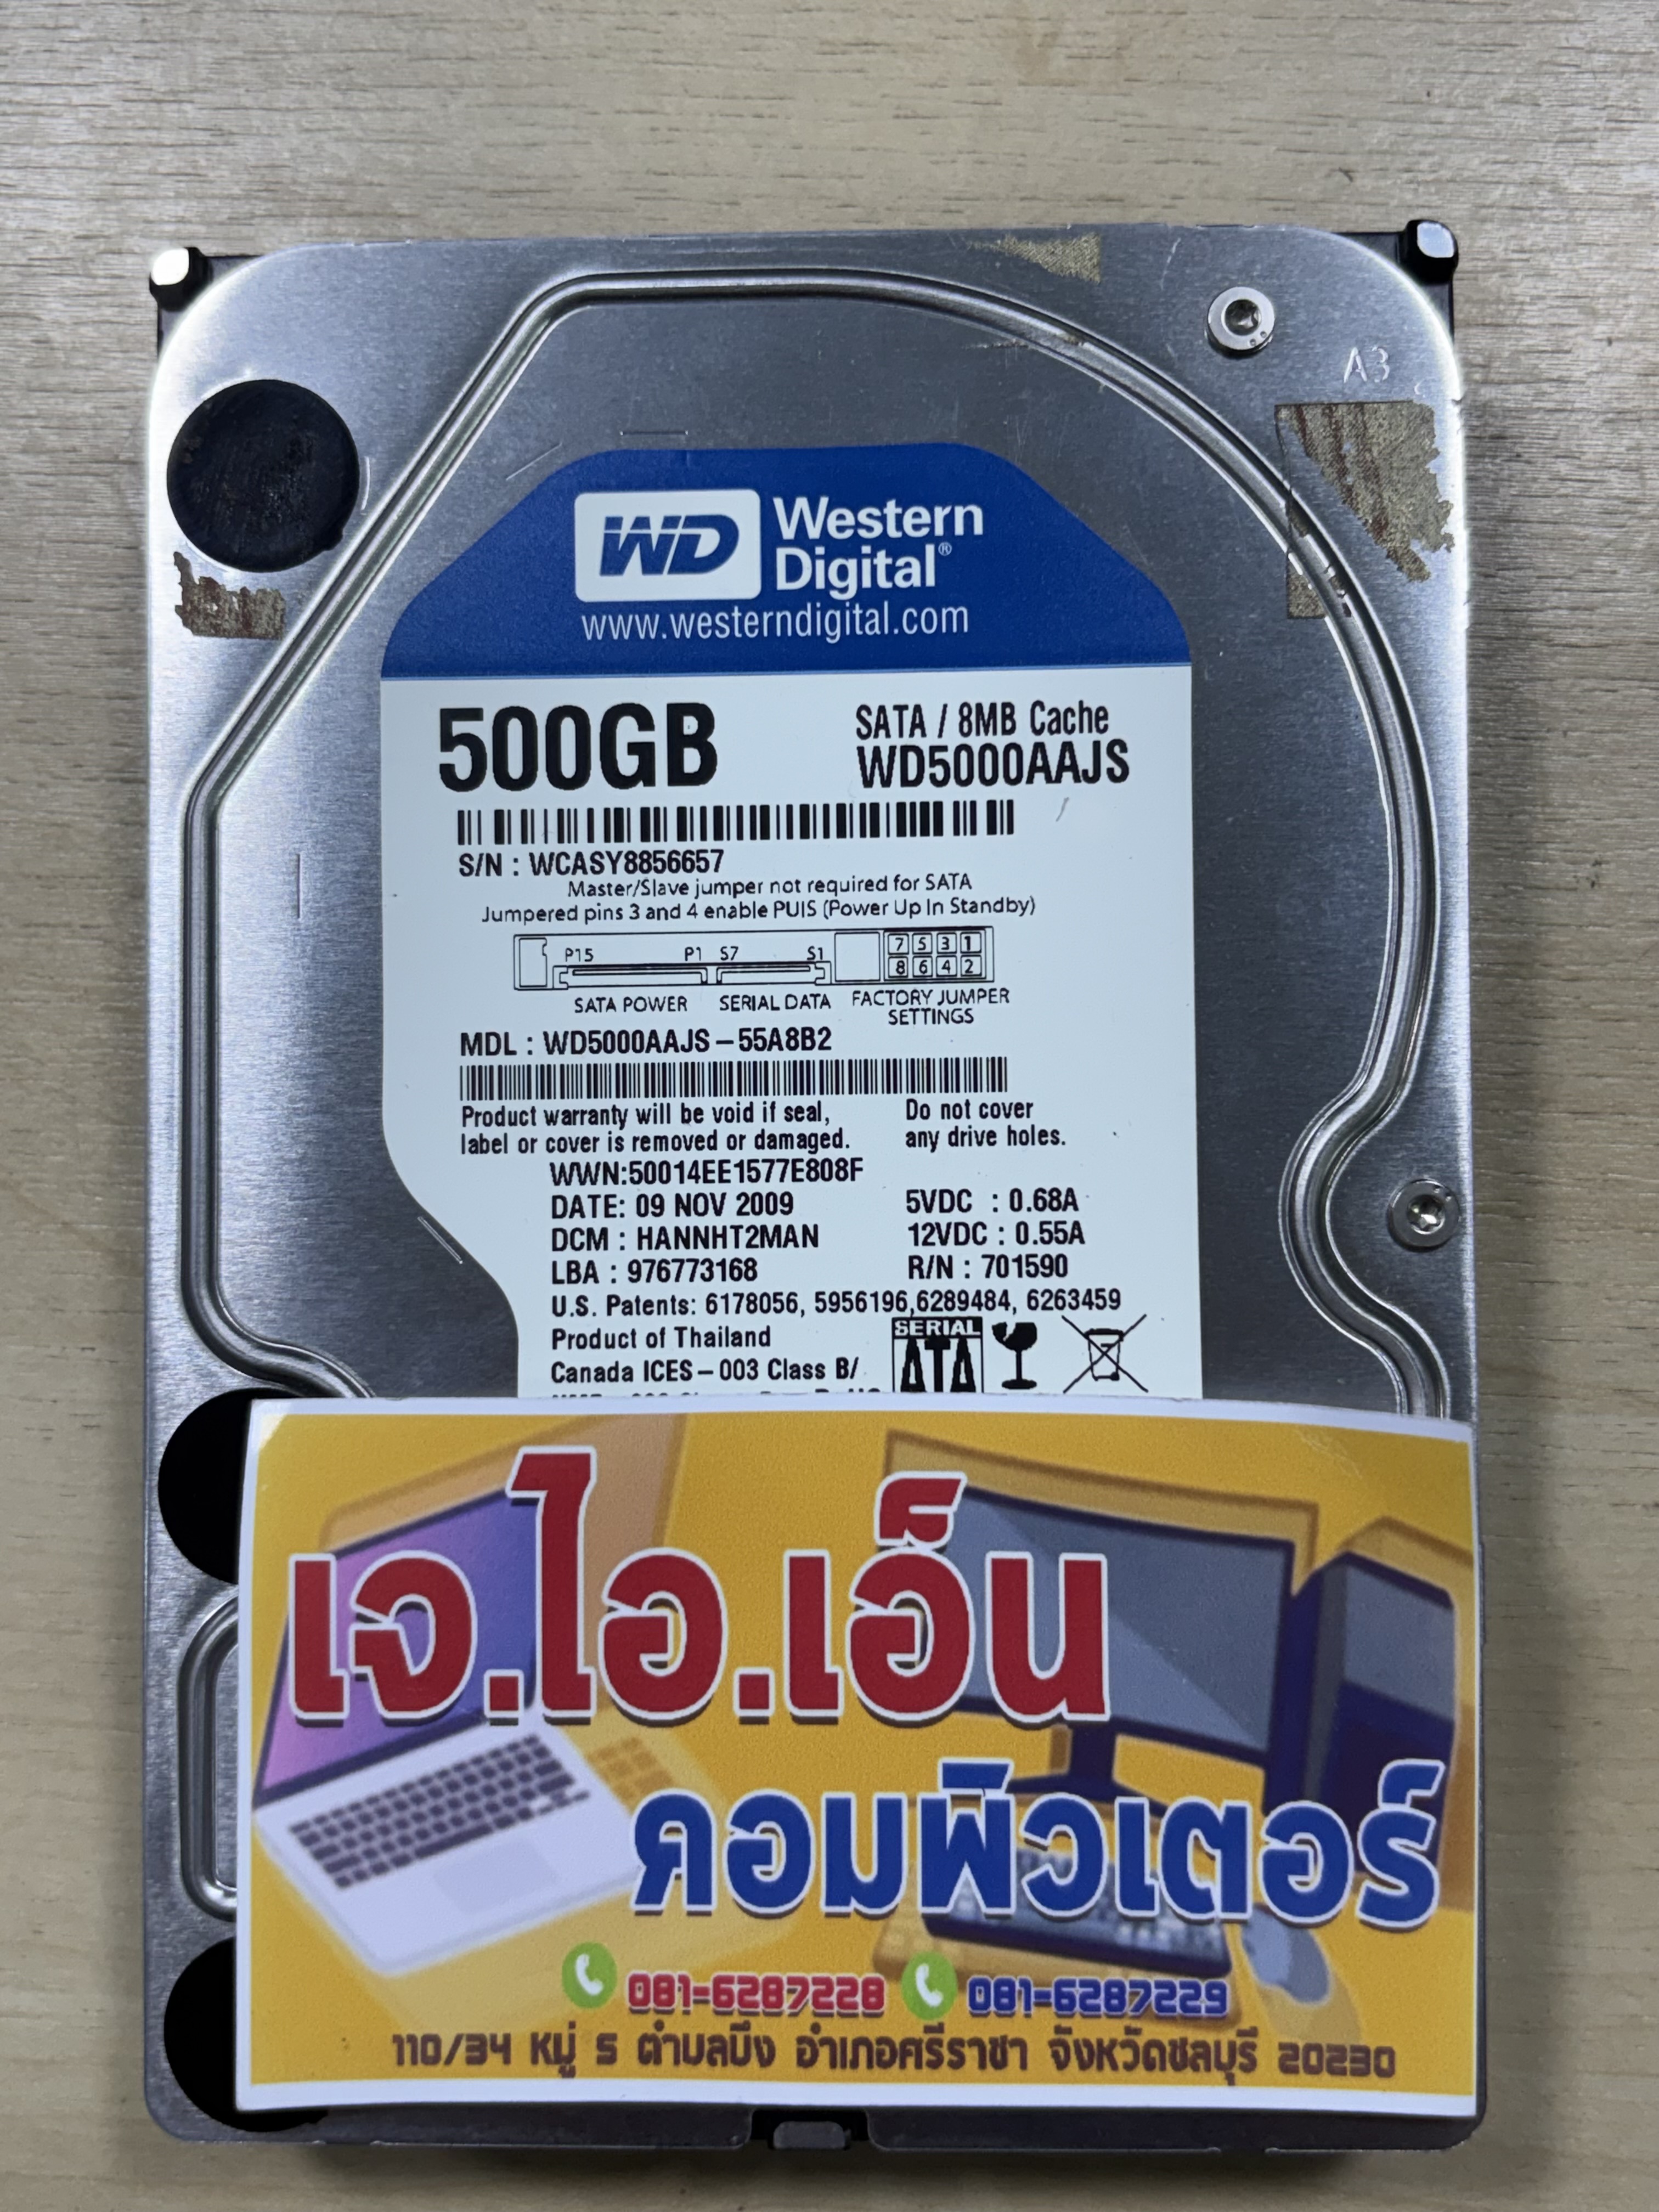 A3
WD Western
Digital®
www.westerndigital.com
500GB
SATA / 8MB Cache
WD5000AAJS
S/N : WCASY8856657
Master/Slave jumper not required for SATA
Jumpered pins 3 and 4 enable PUIS (Power Up In Standby)
P15 P1 S7 S1
7 5 3 1
8 6 4 2
SATA POWER SERIAL DATA FACTORY JUMPER
SETTINGS
MDL : WD5000AAJS – 55A8B2
Product warranty will be void if seal,
label or cover is removed or damaged.
Do not cover
any drive holes.
WWN:50014EE1577E808F
DATE: 09 NOV 2009
DCM : HANNHT2MAN
LBA : 976773168
5VDC : 0.68A
12VDC : 0.55A
R/N : 701590
U.S. Patents: 6178056, 5956196,6289484, 6263459
Product of Thailand
Canada ICES – 003 Class B/
SERIAL
ATA
เจ.ไอ.เอ็น
คอมพิวเตอร์
081-6287228 081-6287229
110/34 หมู่ 5 ตำบลบึง อำเภอศรีราชา จังหวัดชลบุรี 20230